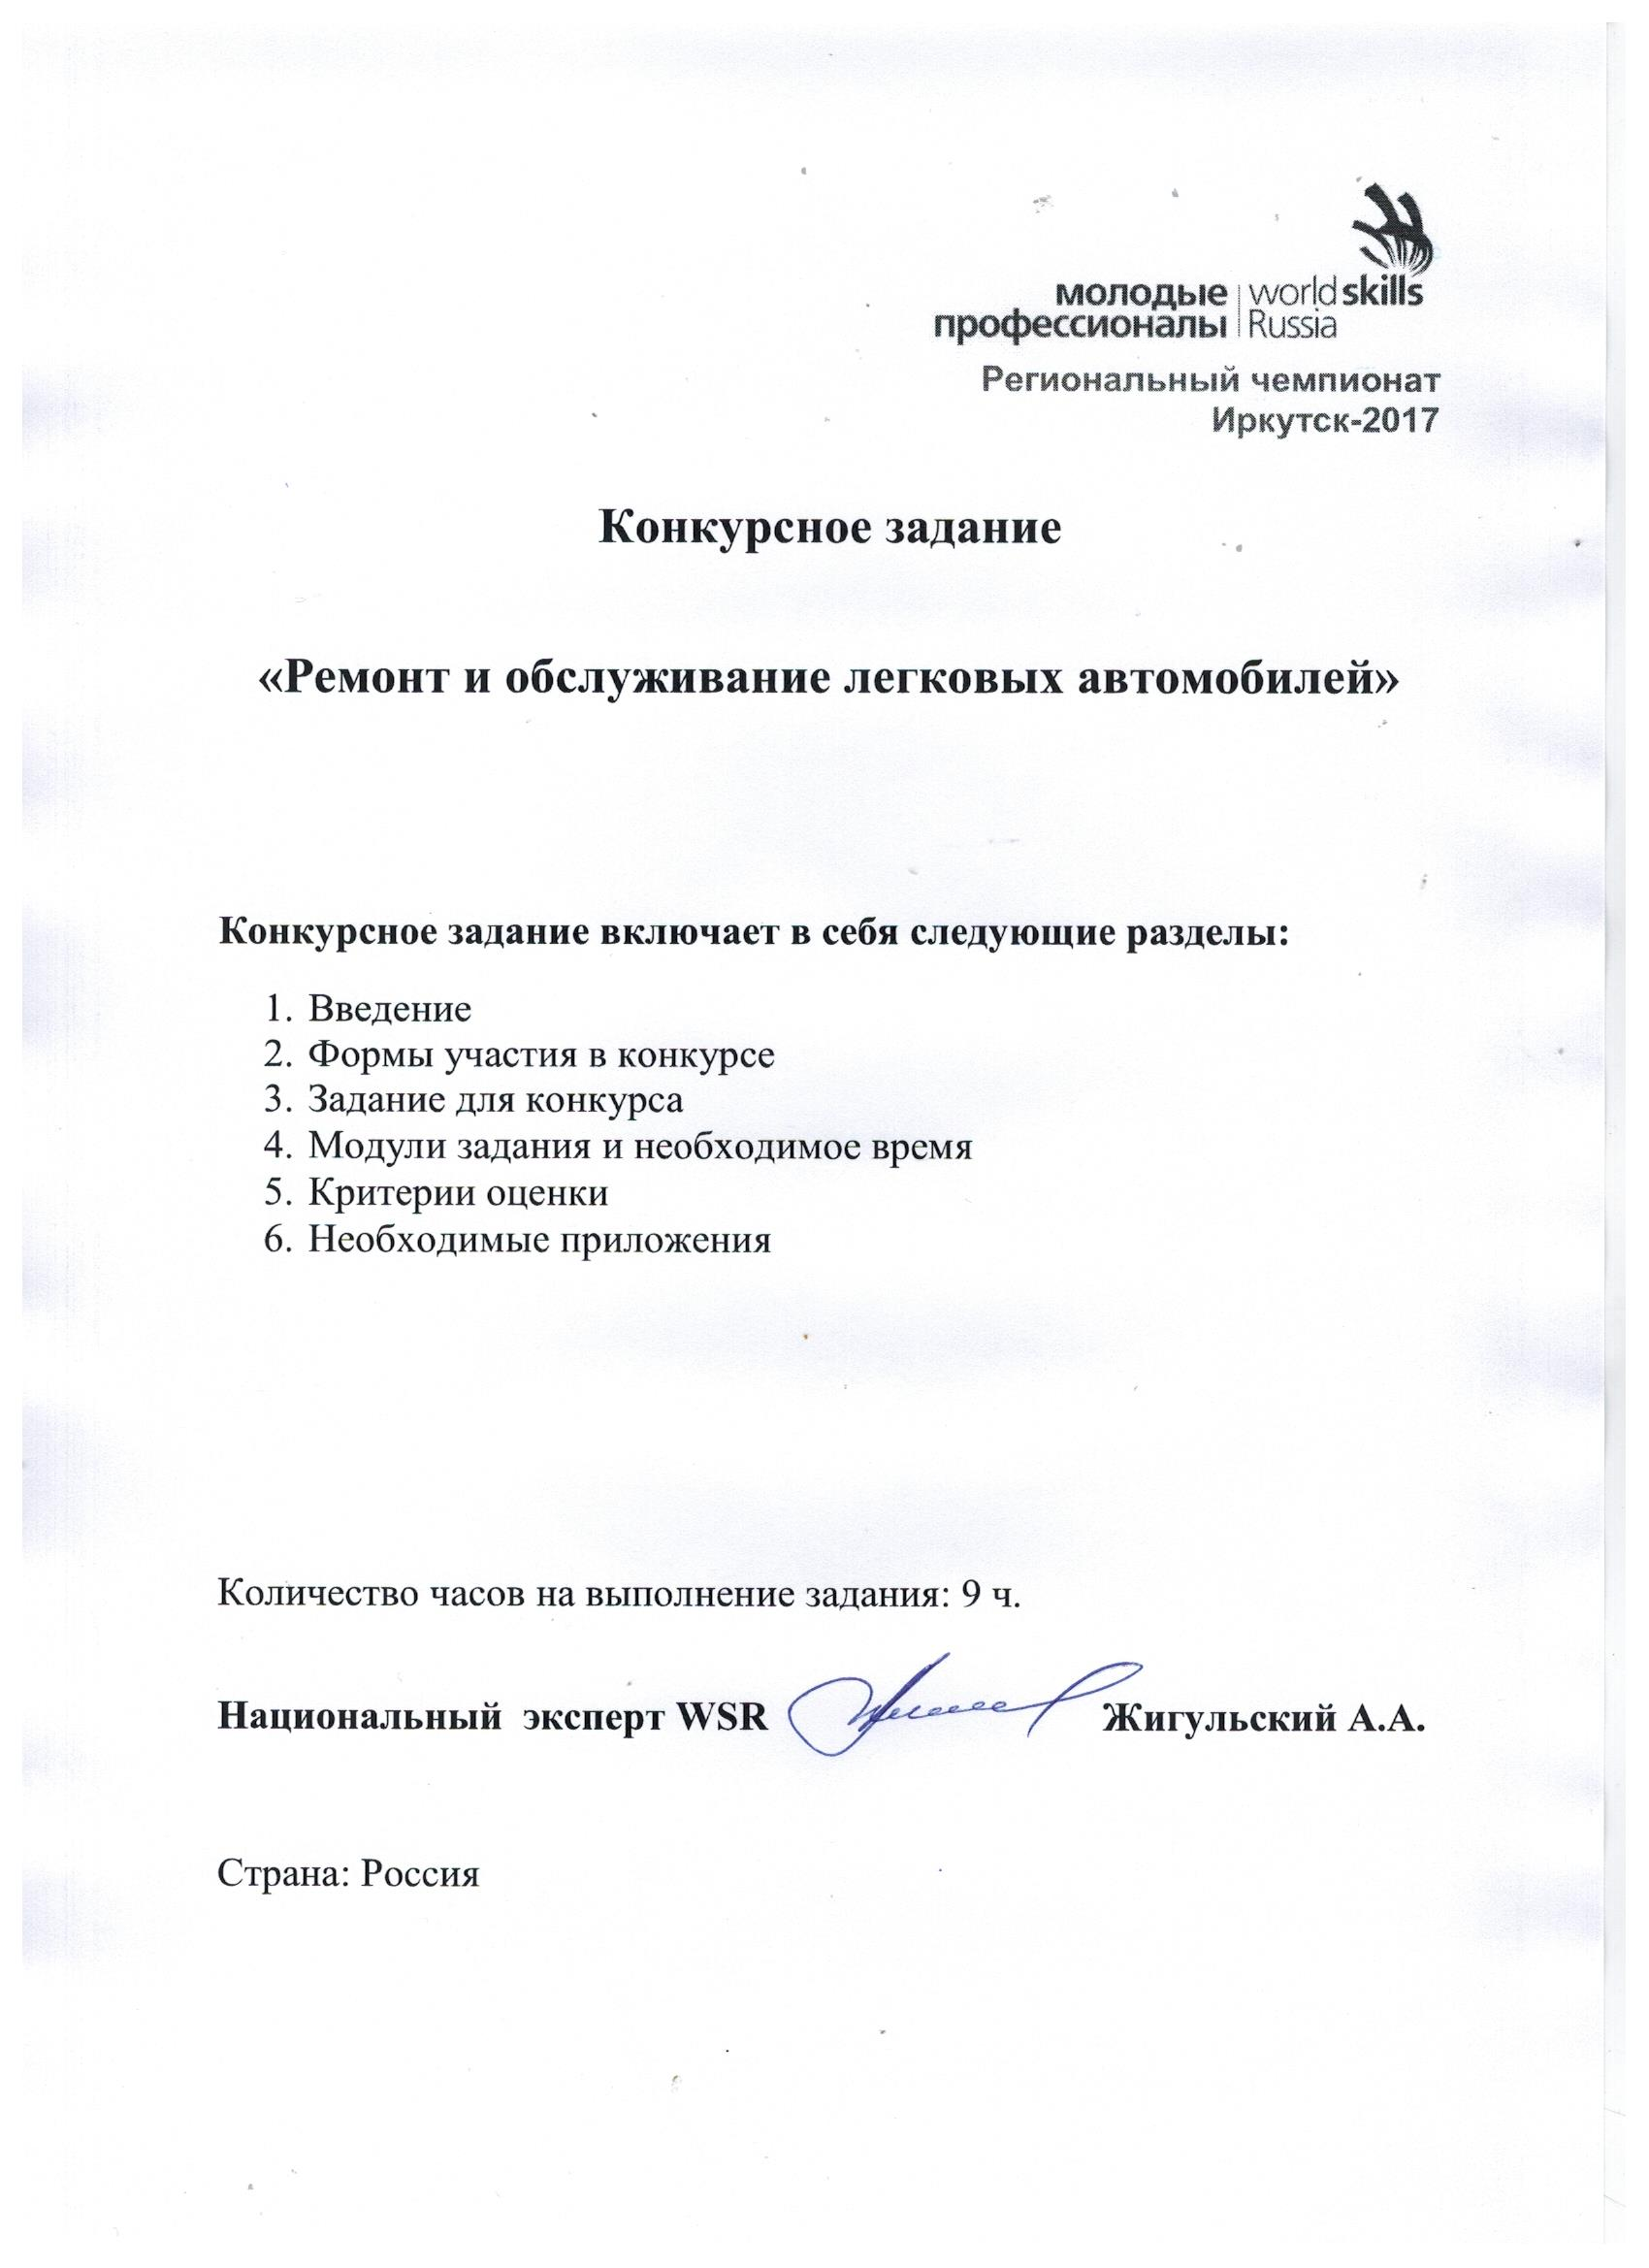 молодые профессионалы
worldskills Russia
Региональный чемпионат
Иркутск-2017
Конкурсное задание
«Ремонт и обслуживание легковых автомобилей»
Конкурсное задание включает в себя следующие разделы:
1. Введение
2. Формы участия в конкурсе
3. Задание для конкурса
4. Модули задания и необходимое время
5. Критерии оценки
6. Необходимые приложения
Количество часов на выполнение задания: 9 ч.
Национальный эксперт WSR Жигульский А.А.
Страна: Россия